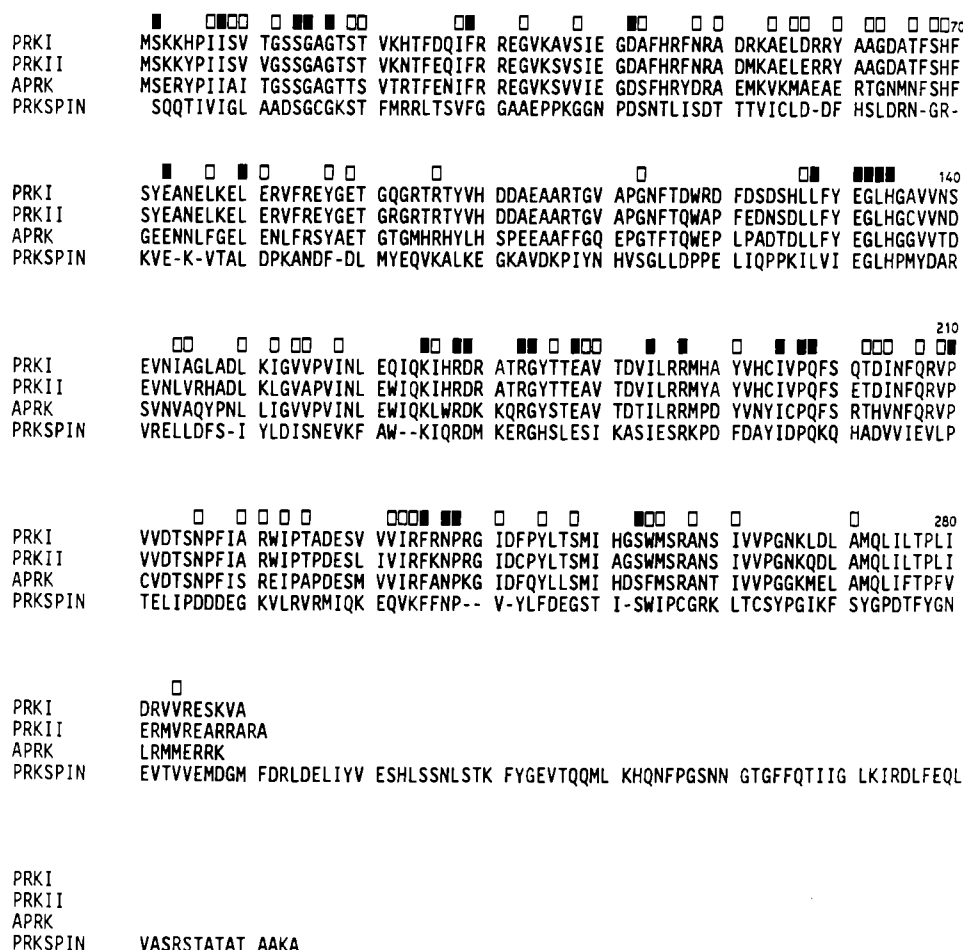 70
PRKI MSKKHPIISV TGSSGAGTST VKHTFDQIFR REGVKAVSIE GDAFHRFNRA DRKAELDRRY AAGDATFSHF
PRKII MSKKYPIISV VGSSGAGTST VKNTFEQIFR REGVKSVSIE GDAFHRFNRA DMKAELERRY AAGDATFSHF
APRK MSERYPIIAI TGSSGAGTTS VTRTFENIFR REGVKSVVIE GDSFHRYDRA EMKVKMAEAE RTGNMNFSHF
PRKSPIN SQQTIVIGL AADSGCGKST FMRRLTSVFG GAAEPPKGGN PDSNTLISDT TTVICLD-DF HSLDRN-GR-
140
PRKI SYEANELKEL ERVFREYGET GQGRTRTYVH DDAEAARTGV APGNFTDWRD FDSDSHLLFY EGLHGAVVNS
PRKII SYEANELKEL ERVFREYGET GRGRTRTYVH DDAEAARTGV APGNFTQWAP FEDNSDLLFY EGLHGCVVND
APRK GEENNLFGEL ENLFRSYAET GTGMHRHYLH SPEEAAFFGQ EPGTFTQWEP LPADTDLLFY EGLHGGVVTD
PRKSPIN KVE-K-VTAL DPKANDF-DL MYEQVKALKE GKAVDKPIYN HVSGLLDPPE LIQPPKILVI EGLHPMYDAR
210
PRKI EVNIAGLADL KIGVVPVINL EQIQKIHRDR ATRGYTTEAV TDVILRRMHA YVHCIVPQFS QTDINFQRVP
PRKII EVNLVRHADL KLGVAPVINL EWIQKIHRDR ATRGYTTEAV TDVILRRMYA YVHCIVPQFS ETDINFQRVP
APRK SVNVAQYPNL LIGVVPVINL EWIQKLWRDK KQRGYSTEAV TDTILRRMPD YVNYICPQFS RTHVNFQRVP
PRKSPIN VRELLDFS-I YLDISNEVKF AW--KIQRDM KERGHSLESI KASIESRKPD FDAYIDPQKQ HADVVIEVLP
280
PRKI VVDTSNPFIA RWIPTADESV VVIRFRNPRG IDFPYLTSMI HGSWMSRANS IVVPGNKLDL AMQLILTPLI
PRKII VVDTSNPFIA RWIPTPDESL IVIRFKNSRG IDCPYLTSMI AGSWMSRANS IVVPGNKQDL AMQLILTPLI
APRK CVDTSNPFIS REIPAPDESM VVIRFANPKG IDFQYLLSMI HDSFMSRANT IVVPGGKMEL AMQLIFTPFV
PRKSPIN TELIPDDDEG KVLRVRMIQK EQVKFFNP-- V-YLFDEGST I-SWIPCGRK LTCSYPGIKF SYGPDTFYGN
PRKI DRVVRESKVA
PRKII ERMVREARRARA
APRK LRMMERRK
PRKSPIN EVTVVEMDGM FDRLDELIYV ESHLSSNLSTK FYGEVTQQML KHQNFPGSNN GTGFFQTIIG LKIRDLFEQL
PRKI
PRKII
APRK
PRKSPIN VASRSTATAT AAKA